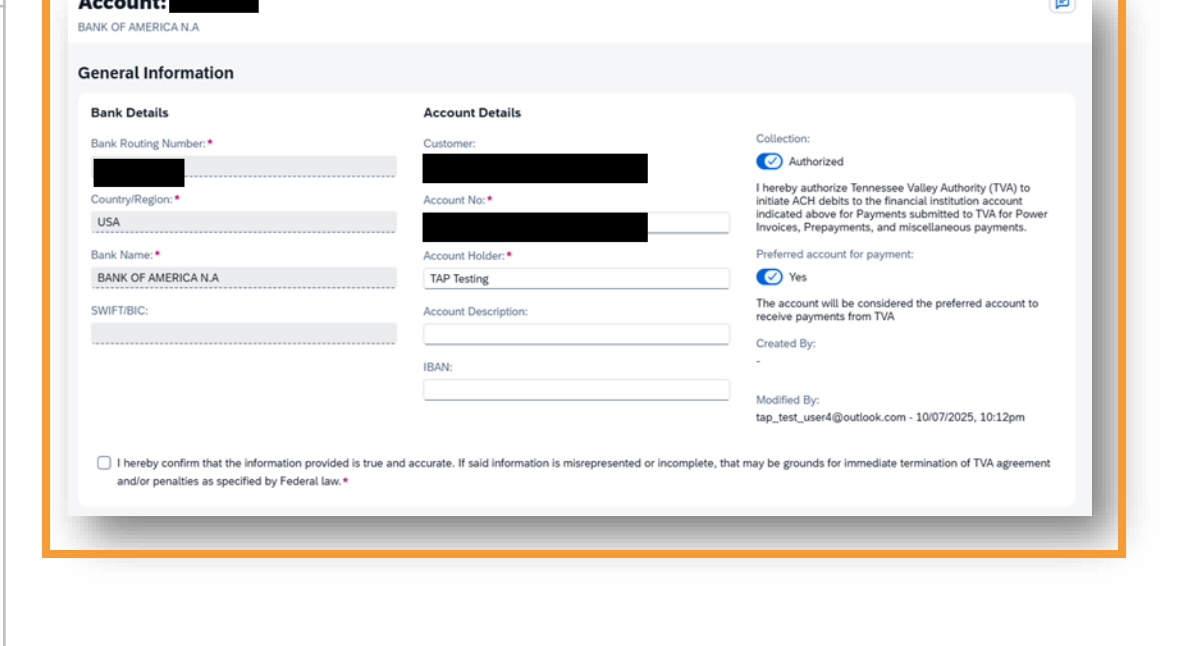 Account:
BANK OF AMERICA N.A
General Information
Bank Details
Bank Routing Number:*
Country/Region:*
USA
Bank Name:*
BANK OF AMERICA N.A
SWIFT/BIC:
Account Details
Customer:
Account No:*
Account Holder:*
TAP Testing
Account Description:
IBAN:
Collection:
Authorized
I hereby authorize Tennessee Valley Authority (TVA) to
initiate ACH debits to the financial institution account
indicated above for Payments submitted to TVA for Power
Invoices, Prepayments, and miscellaneous payments.
Preferred account for payment:
Yes
The account will be considered the preferred account to
receive payments from TVA
Created By:
-
Modified By:
tap_test_user4@outlook.com - 10/07/2025, 10:12pm
I hereby confirm that the information provided is true and accurate. If said information is misrepresented or incomplete, that may be grounds for immediate termination of TVA agreement
and/or penalties as specified by Federal law.*